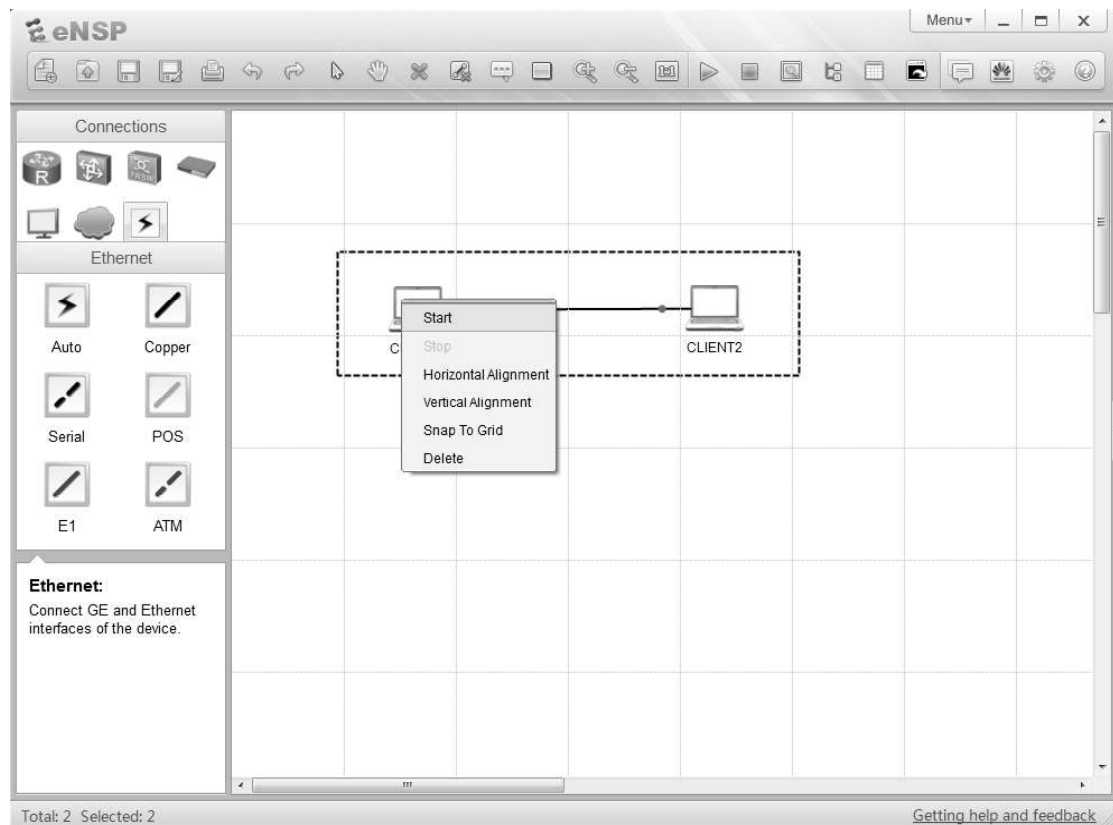 eNSP
Menu
Connections
Ethernet
Auto
Copper
Serial
POS
E1
ATM
Ethernet:
Connect GE and Ethernet
interfaces of the device.
Start
Stop
Horizontal Alignment
Vertical Alignment
Snap To Grid
Delete
CLIENT2
Total: 2 Selected: 2
Getting help and feedback